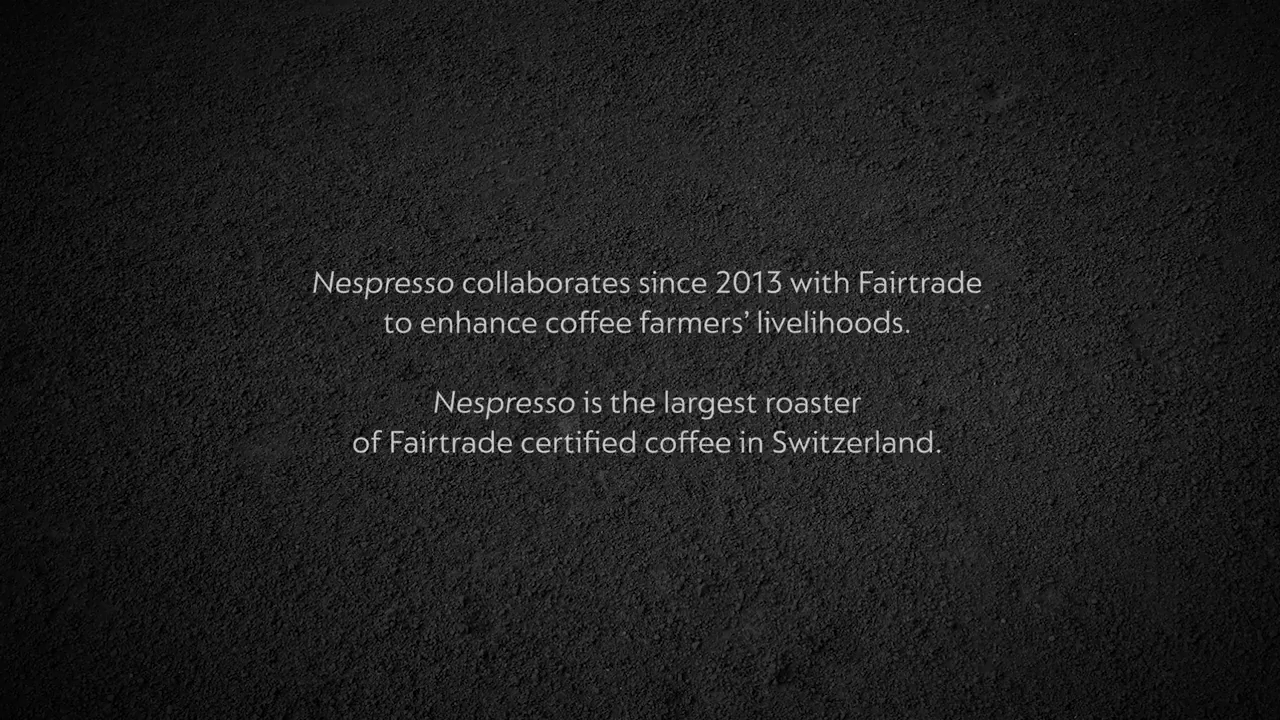 Nespresso collaborates since 2013 with Fairtrade
to enhance coffee farmers’ livelihoods.
Nespresso is the largest roaster
of Fairtrade certified coffee in Switzerland.